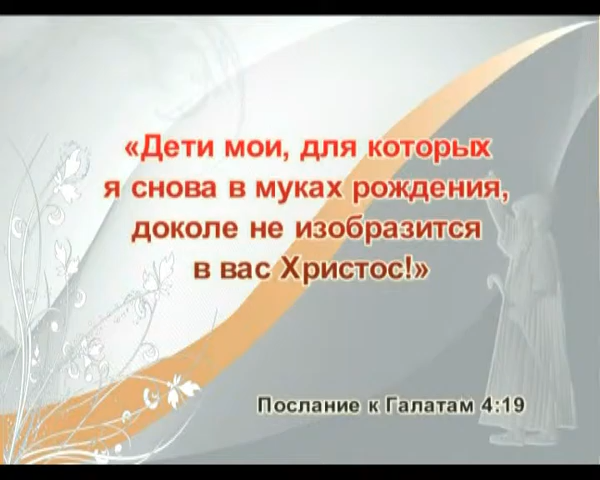 «Дети мои, для которых
я снова в муках рождения,
доколе не изобразится
в вас Христос!»
Послание к Галатам 4:19